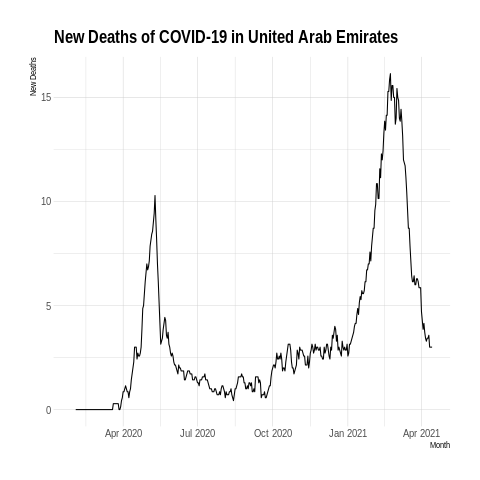 New Deaths of COVID-19 in United Arab Emirates
New Deaths
15
10
5
0
Apr 2020 Jul 2020 Oct 2020 Jan 2021 Apr 2021
Month